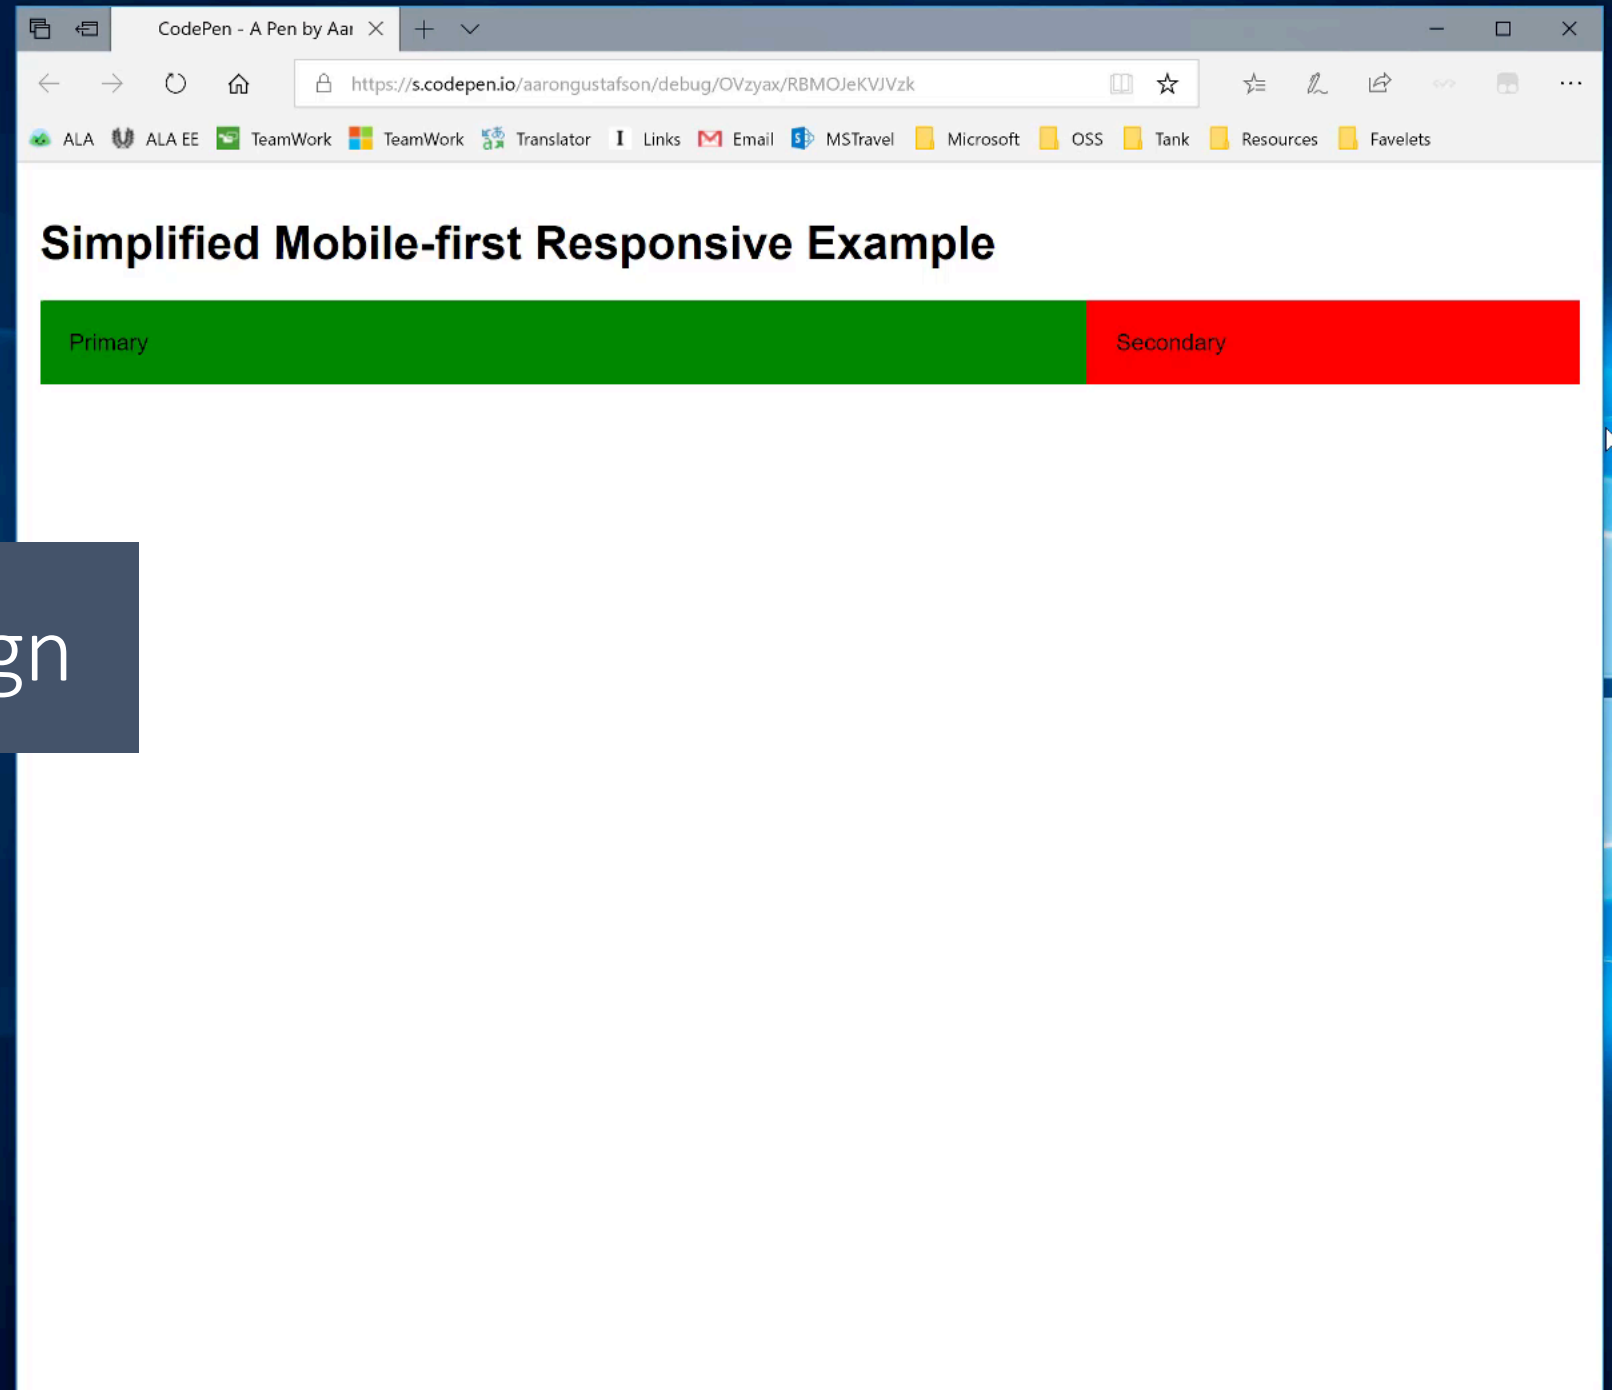 CodePen - A Pen by Aar
https://s.codepen.io/aarongustafson/debug/OVzyax/RBMOJeKVJVzk
ALA ALA EE TeamWork TeamWork Translator I Links Email MSTravel Microsoft OSS Tank Resources Favelets
Simplified Mobile-first Responsive Example
Primary Secondary
gn